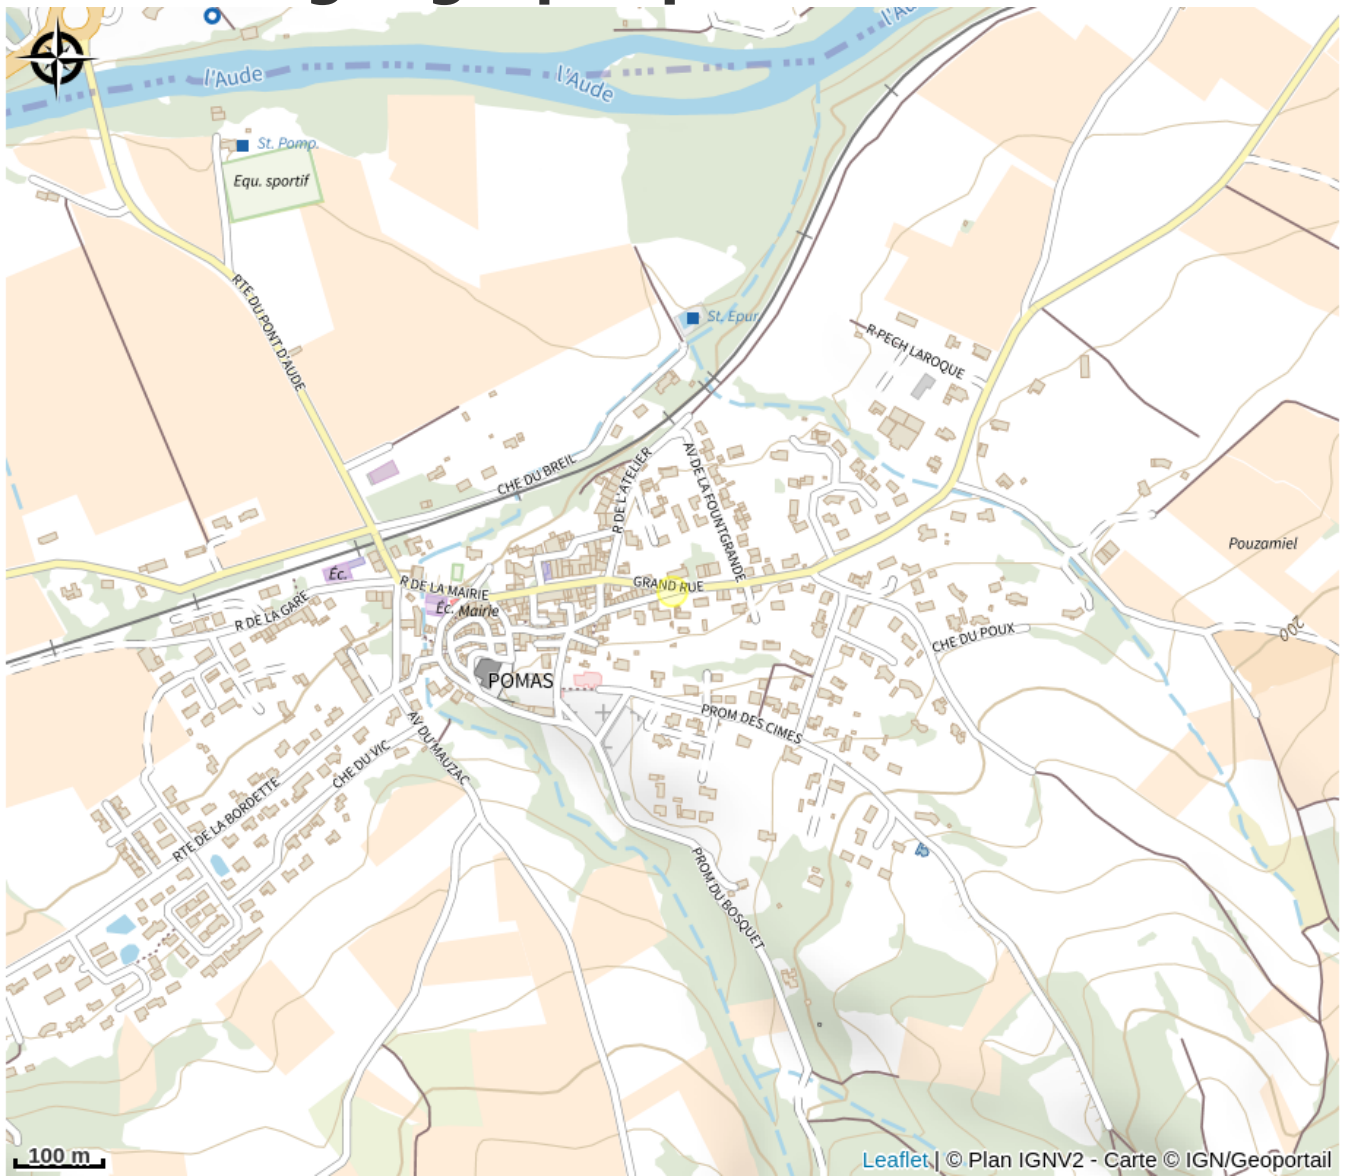 l'Aude
l'Aude
St. Pomp.
Equ. sportif
RTE DU PONT D'AUDE
St. Epur.
R PECH LAROQUE
CHE DU BREIL
R DE L'ATELIER
AV DE LA FOUNTGRANDE
Pouzamiel
Éc.
R DE LA MAIRIE
GRAND RUE
Éc. Mairie
R DE LA GARE
CHE DU POUX
200
POMAS
PROM DES CIMES
AV DU MAUZAC
CHE DU VIC
RTE DE LA BORDETTE
PROM DU BOSQUET
100 m
Leaflet | © Plan IGNV2 - Carte © IGN/Geoportail